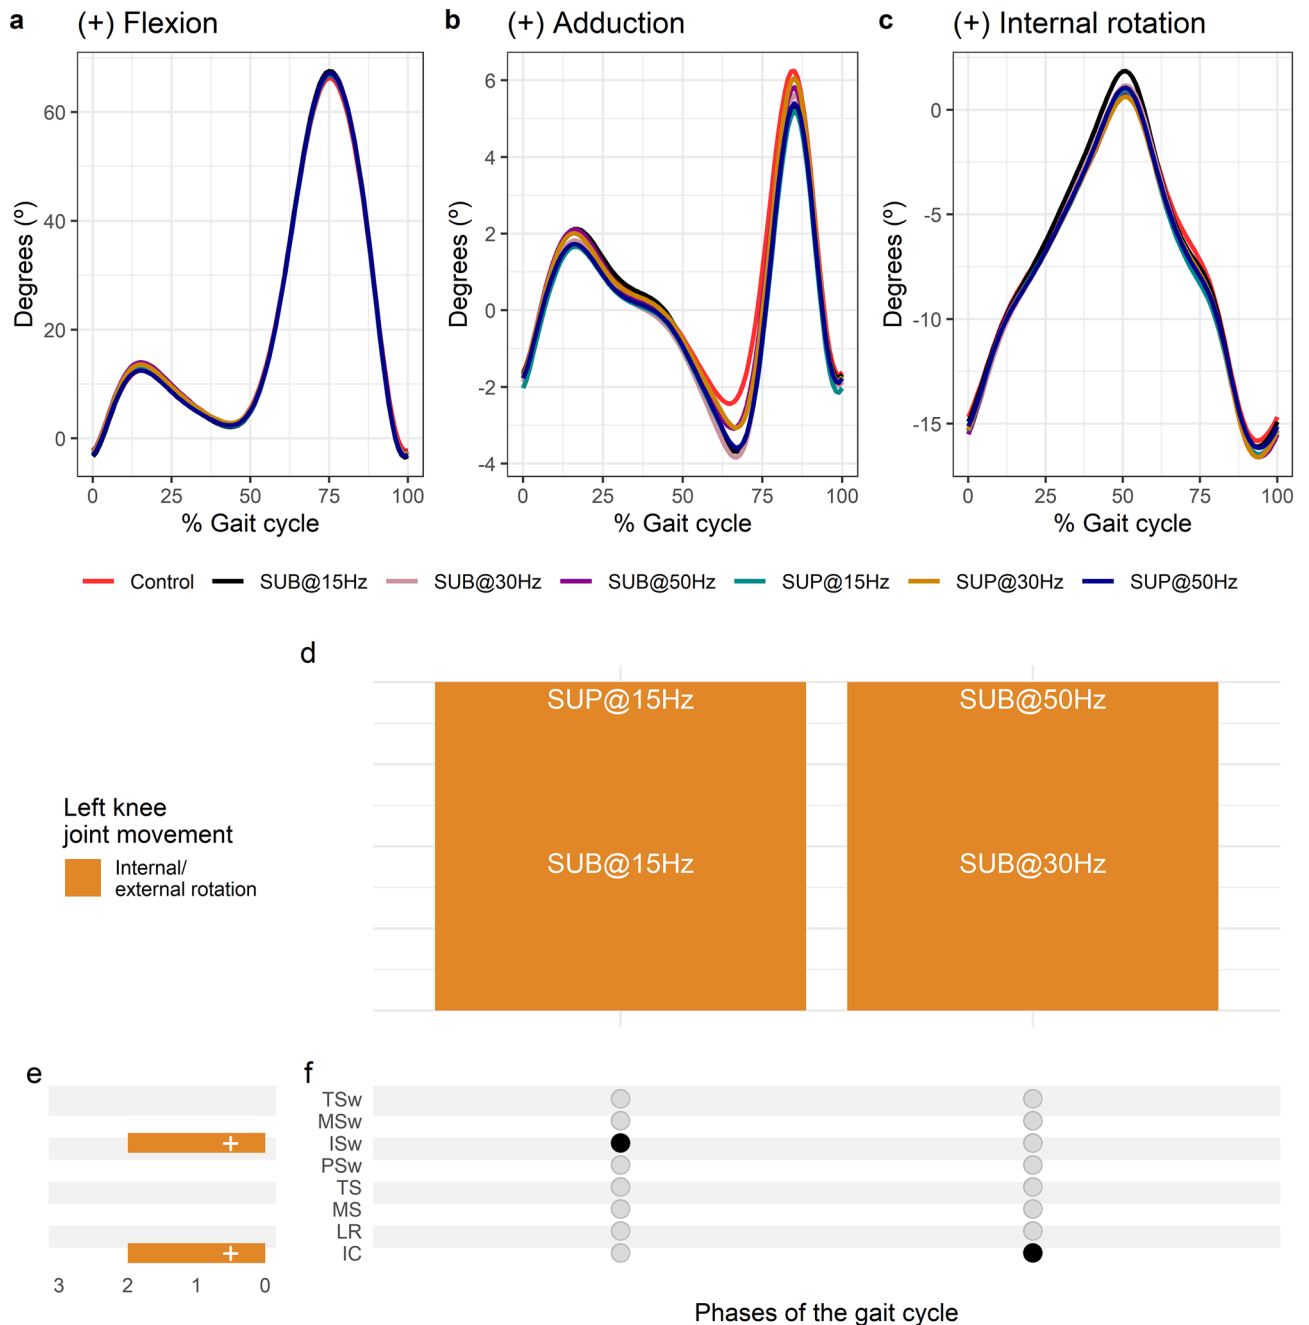 a (+) Flexion
b (+) Adduction
c (+) Internal rotation
Degrees (º)
60
40
20
0
0 25 50 75 100
% Gait cycle
Degrees (º)
6
4
2
0
-2
-4
0 25 50 75 100
% Gait cycle
Degrees (º)
0
-5
-10
-15
0 25 50 75 100
% Gait cycle
Control SUB@15Hz SUB@30Hz SUB@50Hz SUP@15Hz SUP@30Hz SUP@50Hz
d
SUP@15Hz SUB@50Hz
SUB@15Hz SUB@30Hz
Left knee
joint movement
Internal/
external rotation
e
+
+
3 2 1 0
f
TSw
MSw
ISw
PSw
TS
MS
LR
IC
Phases of the gait cycle